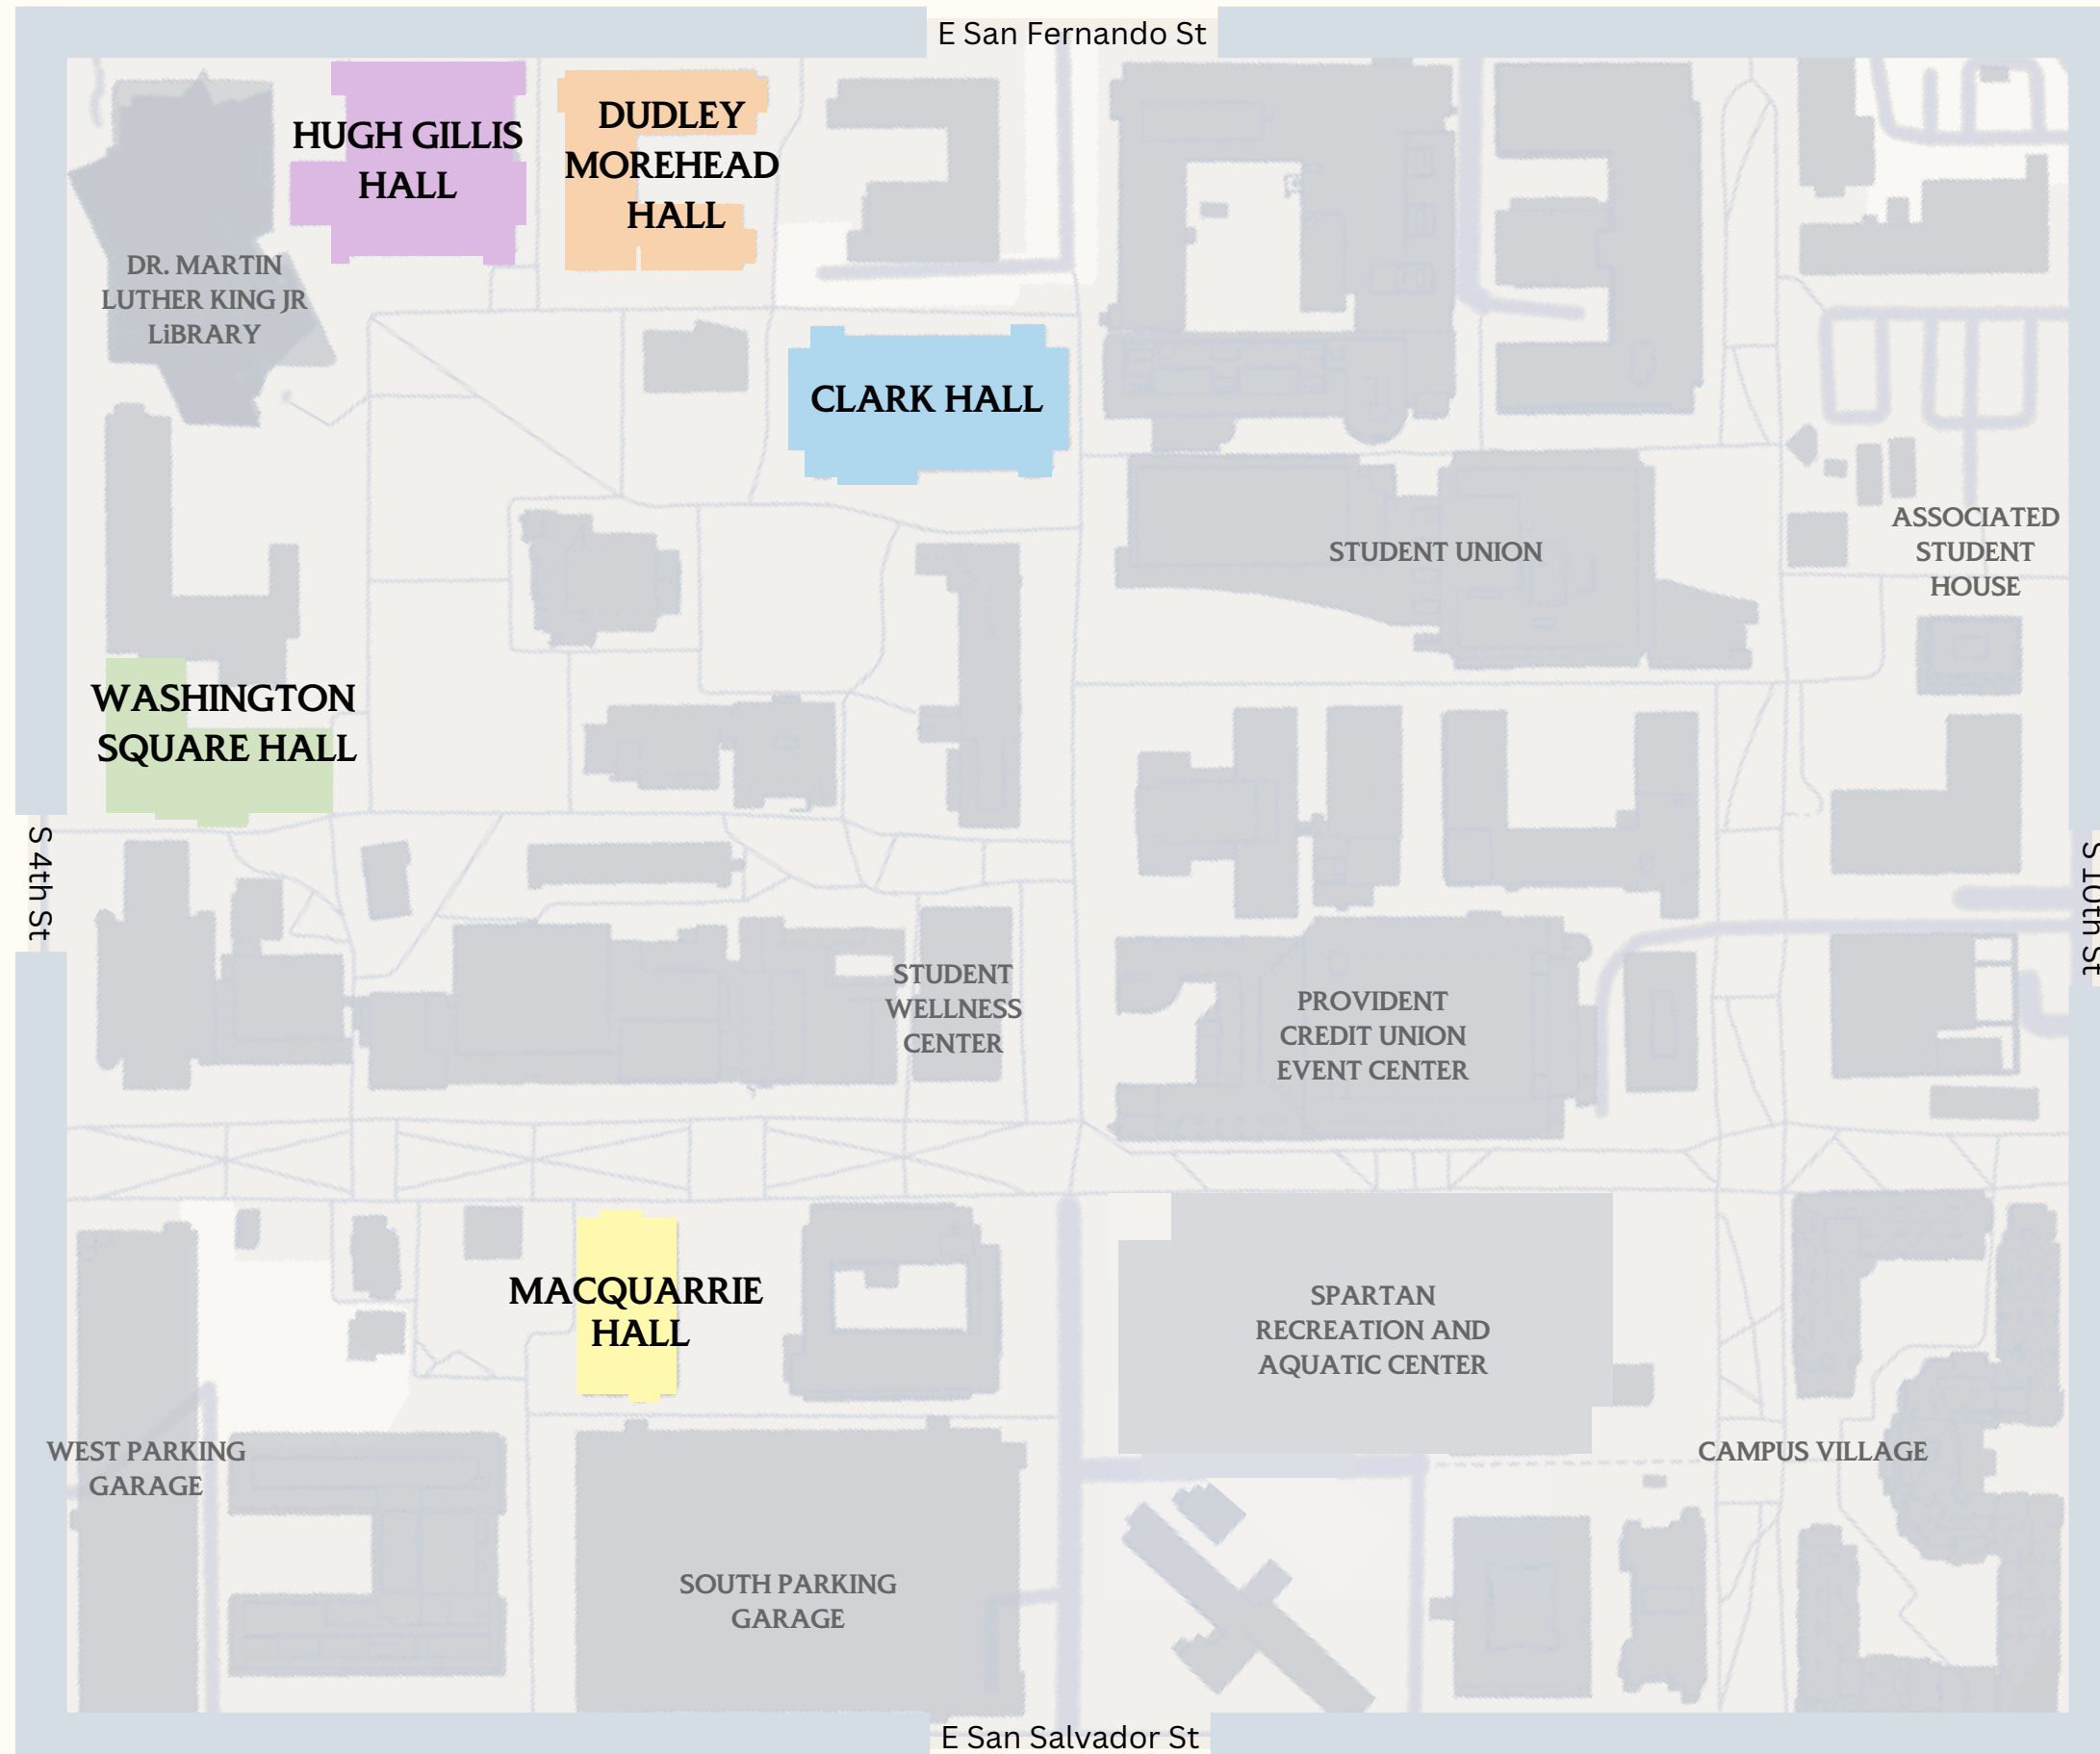 E San Fernando St
HUGH GILLIS
HALL
DUDLEY
MOREHEAD
HALL
DR. MARTIN
LUTHER KING JR
LiBRARY
CLARK HALL
STUDENT UNION
ASSOCIATED
STUDENT
HOUSE
WASHINGTON
SQUARE HALL
S 4th St
S 10th St
STUDENT
WELLNESS
CENTER
PROVIDENT
CREDIT UNION
EVENT CENTER
MACQUARRIE
HALL
SPARTAN
RECREATION AND
AQUATIC CENTER
WEST PARKING
GARAGE
CAMPUS VILLAGE
SOUTH PARKING
GARAGE
E San Salvador St